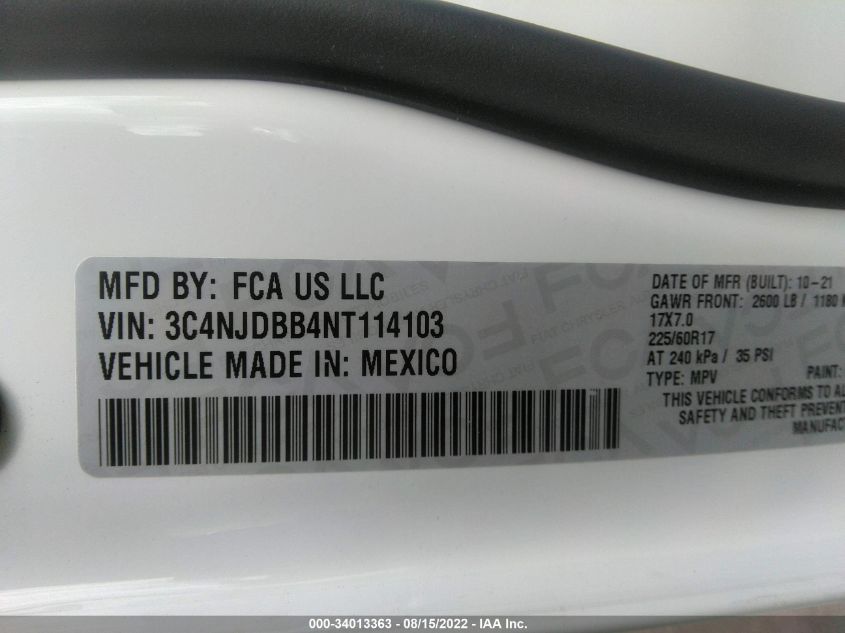 MFD BY: FCA US LLC
VIN: 3C4NJDBB4NT114103
VEHICLE MADE IN: MEXICO
DATE OF MFR (BUILT): 10-21
GAWR FRONT: 2600 LB / 1180
17X7.0
225/60R17
AT 240 kPa / 35 PSI
TYPE: MPV PAINT:
THIS VEHICLE CONFORMS TO
SAFETY AND THEFT
000-34013363 - 08/15/2022 - IAA Inc.